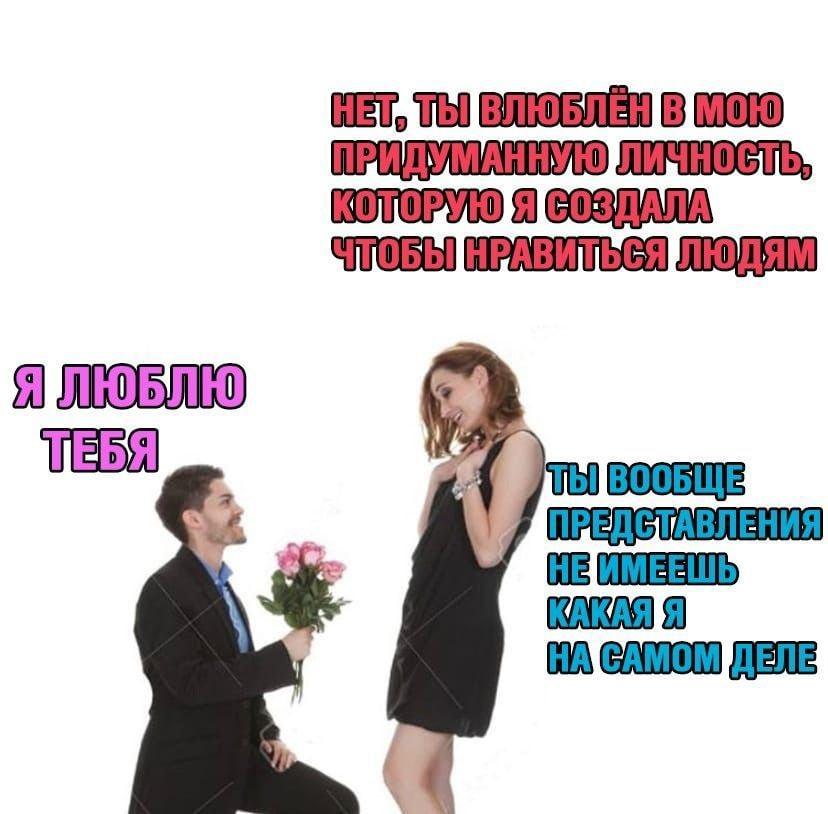 НЕТ, ТЫ ВЛЮБЛЁН В МОЮ
ПРИДУМАННУЮ ЛИЧНОСТЬ,
КОТОРУЮ Я СОЗДАЛА
ЧТОБЫ НРАВИТЬСЯ ЛЮДЯМ
Я ЛЮБЛЮ
ТЕБЯ
ТЫ ВООБЩЕ
ПРЕДСТАВЛЕНИЯ
НЕ ИМЕЕШЬ
КАКАЯ Я
НА САМОМ ДЕЛЕ